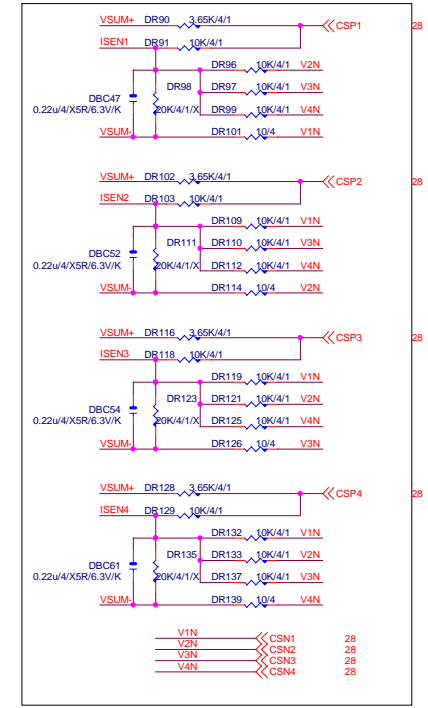 VSUM+ DR90 3.65K/4/1 CSP1 28
ISEN1 DR91 10K/4/1
DR96 10K/4/1 V2N
DR98 DR97 10K/4/1 V3N
DBC47
0.22u/4/X5R/6.3V/K 20K/4/1/X DR99 10K/4/1 V4N
VSUM- DR101 10/4 V1N
VSUM+ DR102 3.65K/4/1 CSP2 28
ISEN2 DR103 10K/4/1
DR109 10K/4/1 V1N
DR111 DR110 10K/4/1 V3N
DBC52
0.22u/4/X5R/6.3V/K 20K/4/1/X DR112 10K/4/1 V4N
VSUM- DR114 10/4 V2N
VSUM+ DR116 3.65K/4/1 CSP3 28
ISEN3 DR118 10K/4/1
DR119 10K/4/1 V1N
DR123 DR121 10K/4/1 V2N
DBC54
0.22u/4/X5R/6.3V/K 20K/4/1/X DR125 10K/4/1 V4N
VSUM- DR126 10/4 V3N
VSUM+ DR128 3.65K/4/1 CSP4 28
ISEN4 DR129 10K/4/1
DR132 10K/4/1 V1N
DR135 DR133 10K/4/1 V2N
DBC61
0.22u/4/X5R/6.3V/K 20K/4/1/X DR137 10K/4/1 V3N
VSUM- DR139 10/4 V4N
V1N CSN1 28
V2N CSN2 28
V3N CSN3 28
V4N CSN4 28